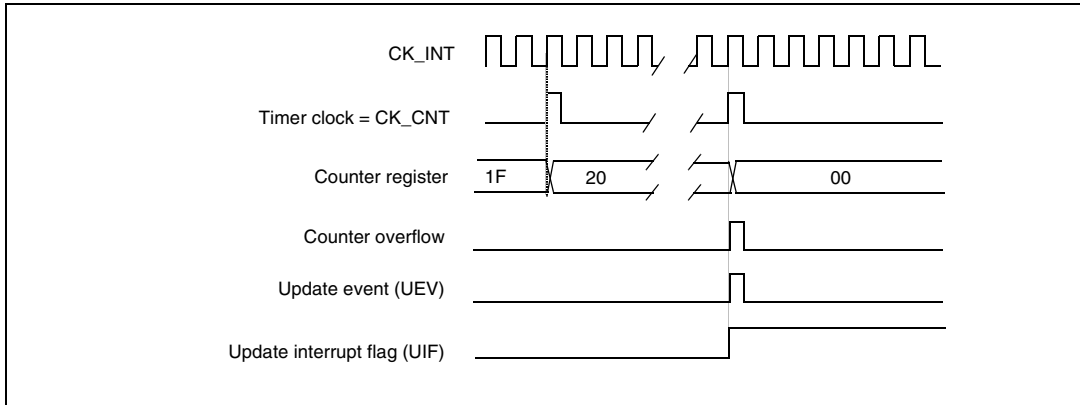 CK_INT
Timer clock = CK_CNT
Counter register 1F 20 00
Counter overflow
Update event (UEV)
Update interrupt flag (UIF)